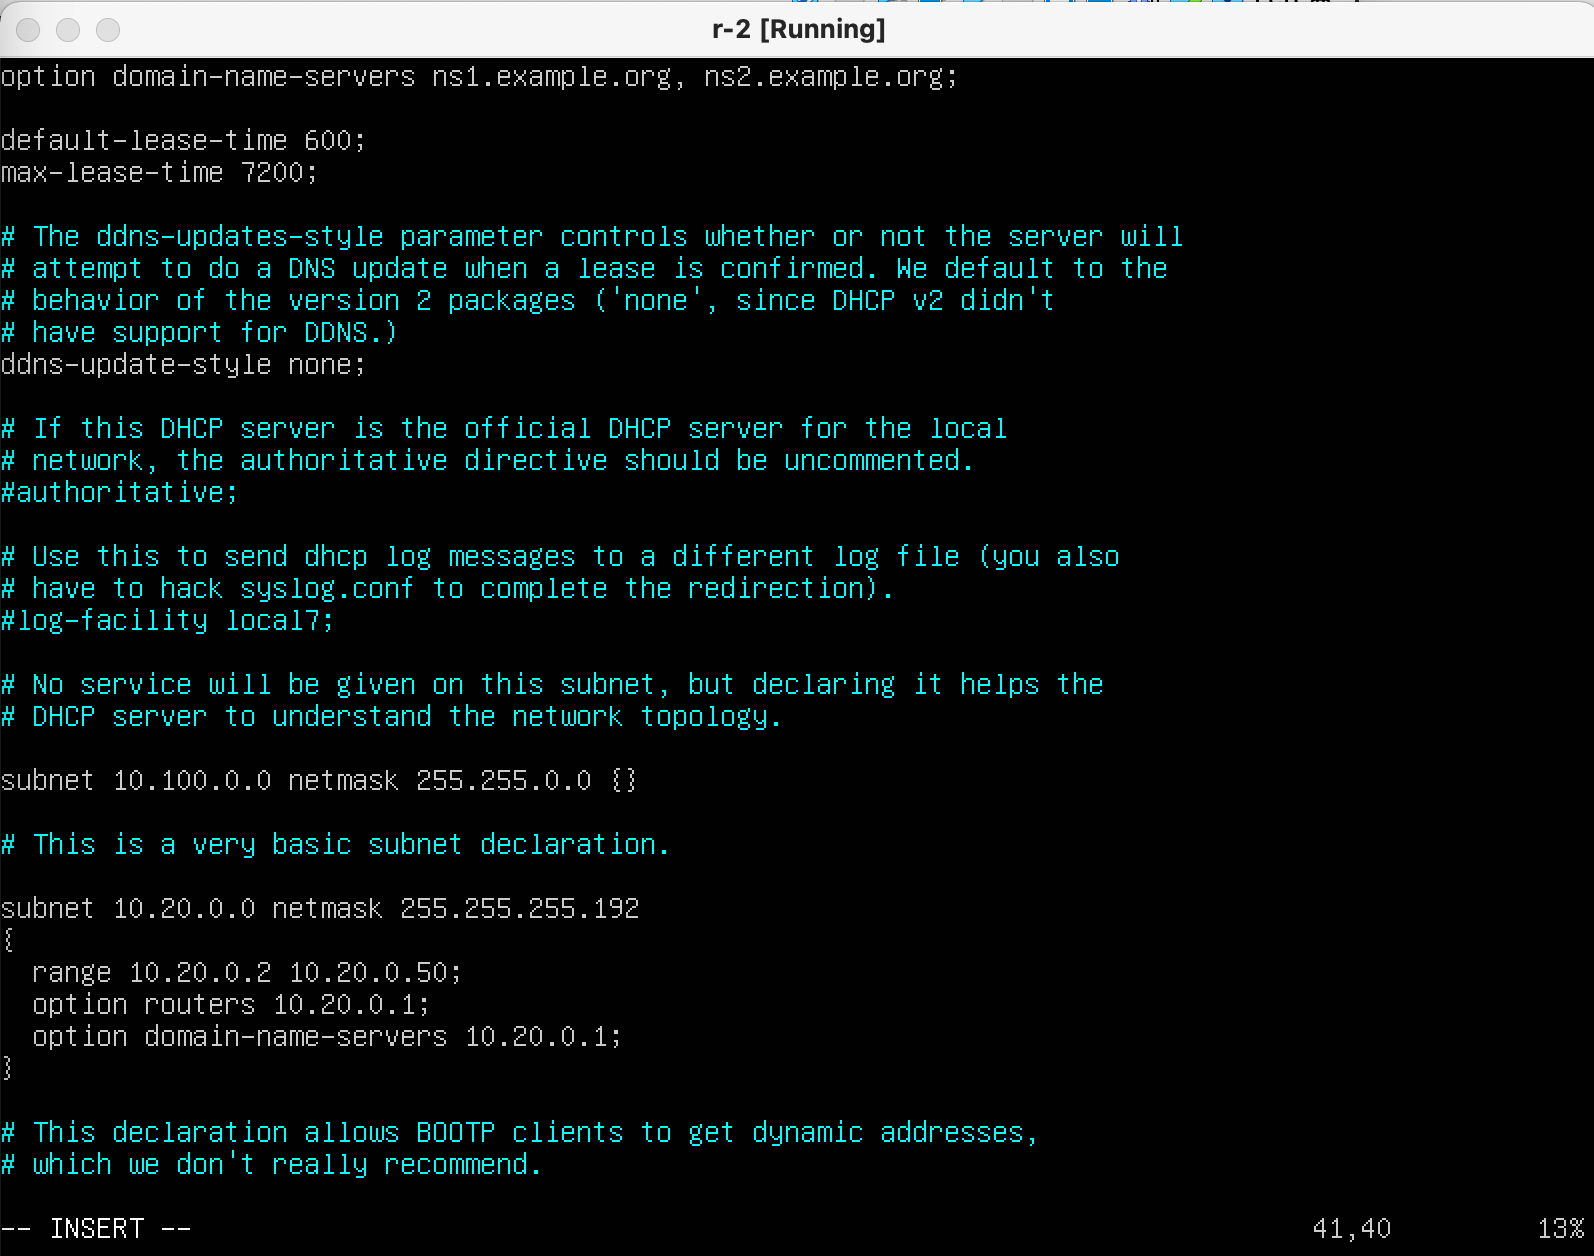 r-2 [Running]
option domain-name-servers ns1.example.org, ns2.example.org;
default-lease-time 600;
max-lease-time 7200;
# The ddns-updates-style parameter controls whether or not the server will
# attempt to do a DNS update when a lease is confirmed. We default to the
# behavior of the version 2 packages ('none', since DHCP v2 didn't
# have support for DDNS.)
ddns-update-style none;
# If this DHCP server is the official DHCP server for the local
# network, the authoritative directive should be uncommented.
#authoritative;
# Use this to send dhcp log messages to a different log file (you also
# have to hack syslog.conf to complete the redirection).
#log-facility local7;
# No service will be given on this subnet, but declaring it helps the
# DHCP server to understand the network topology.
subnet 10.100.0.0 netmask 255.255.0.0 {}
# This is a very basic subnet declaration.
subnet 10.20.0.0 netmask 255.255.255.192
{
  range 10.20.0.2 10.20.0.50;
  option routers 10.20.0.1;
  option domain-name-servers 10.20.0.1;
}
# This declaration allows BOOTP clients to get dynamic addresses,
# which we don't really recommend.
-- INSERT -- 41,40 13%